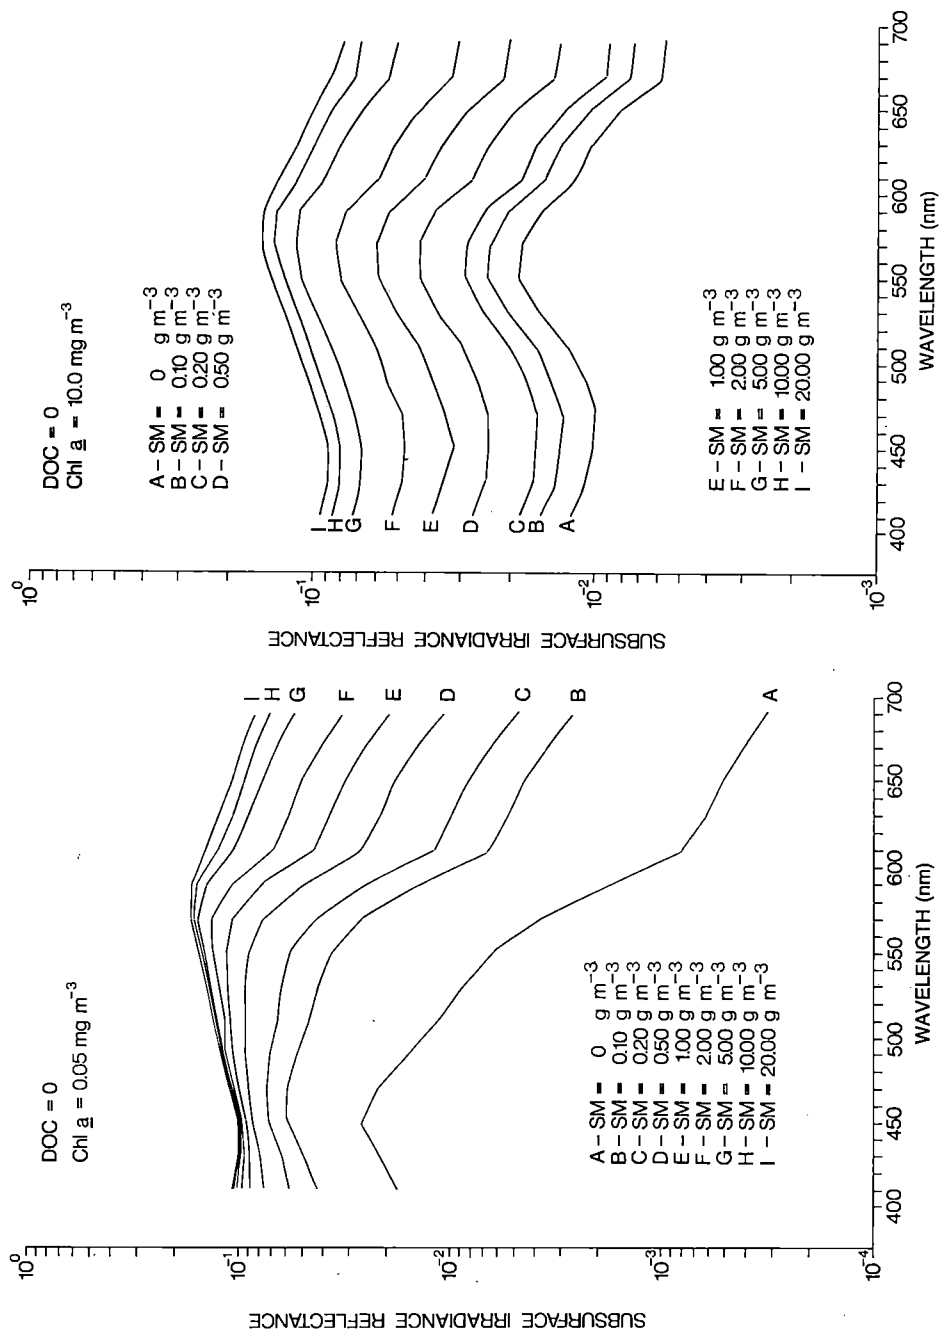 DOC = 0
Chl a = 0.05 mg m⁻³
SUBSURFACE IRRADIANCE REFLECTANCE
10⁰
10⁻¹
10⁻²
10⁻³
10⁻⁴
I
H
G
F
E
D
C
B
A
A – SM = 0 g m⁻³
B – SM = 0.10 g m⁻³
C – SM = 0.20 g m⁻³
D – SM = 0.50 g m⁻³
E – SM = 1.00 g m⁻³
F – SM = 2.00 g m⁻³
G – SM = 5.00 g m⁻³
H – SM = 10.00 g m⁻³
I – SM = 20.00 g m⁻³
400 450 500 550 600 650 700
WAVELENGTH (nm)
DOC = 0
Chl a = 10.0 mg m⁻³
SUBSURFACE IRRADIANCE REFLECTANCE
10⁰
10⁻¹
10⁻²
10⁻³
A – SM = 0 g m⁻³
B – SM = 0.10 g m⁻³
C – SM = 0.20 g m⁻³
D – SM = 0.50 g m⁻³
I
H
G
F
E
D
C
B
A
E – SM = 1.00 g m⁻³
F – SM = 2.00 g m⁻³
G – SM = 5.00 g m⁻³
H – SM = 10.00 g m⁻³
I – SM = 20.00 g m⁻³
400 450 500 550 600 650 700
WAVELENGTH (nm)